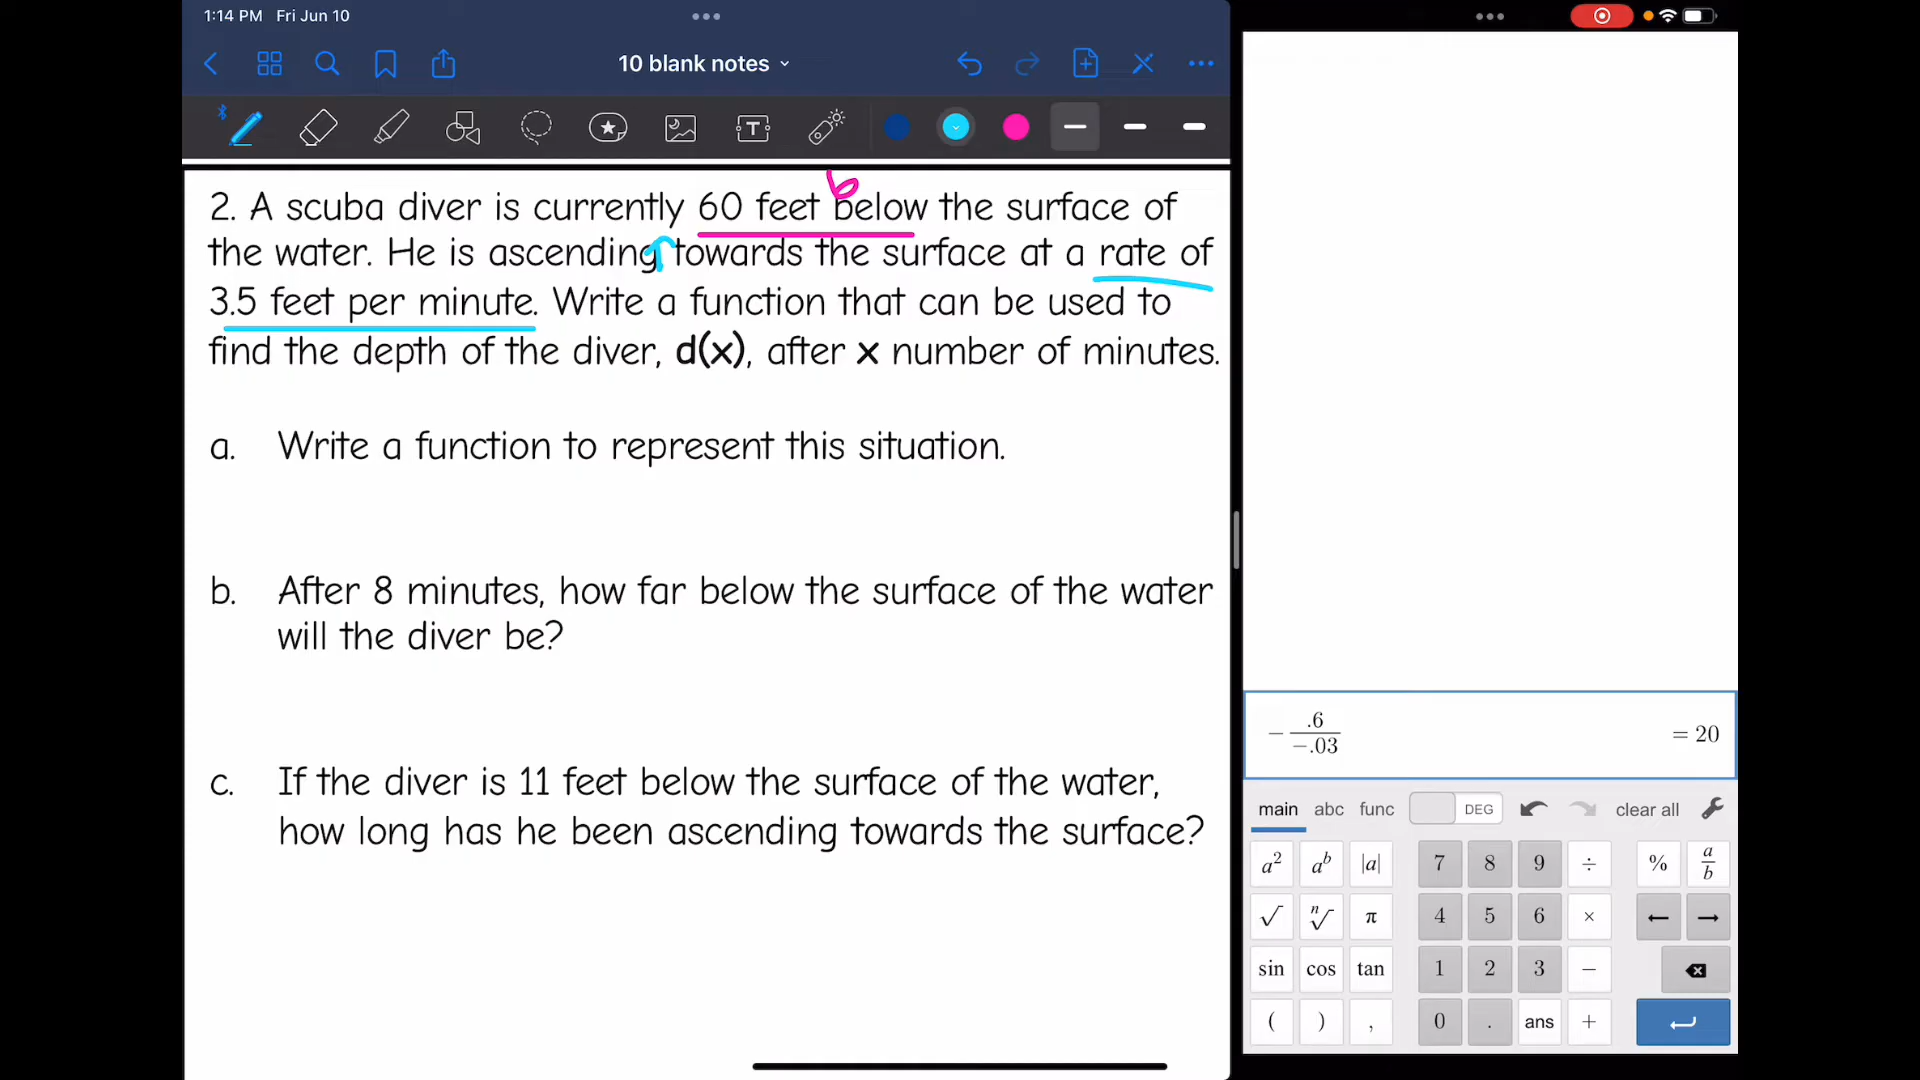 1:14 PM Fri Jun 10
10 blank notes
T
b
2. A scuba diver is currently 60 feet below the surface of
the water. He is ascending towards the surface at a rate of
3.5 feet per minute. Write a function that can be used to
find the depth of the diver, d(x), after x number of minutes.
a. Write a function to represent this situation.
b. After 8 minutes, how far below the surface of the water
will the diver be?
c. If the diver is 11 feet below the surface of the water,
how long has he been ascending towards the surface?
− .6/−.03 = 20
main abc func DEG clear all
a² aᵇ |a| 7 8 9 ÷ % a/b
√ ⁿ√ π 4 5 6 × ← →
sin cos tan 1 2 3 −
( ) , 0 . ans +